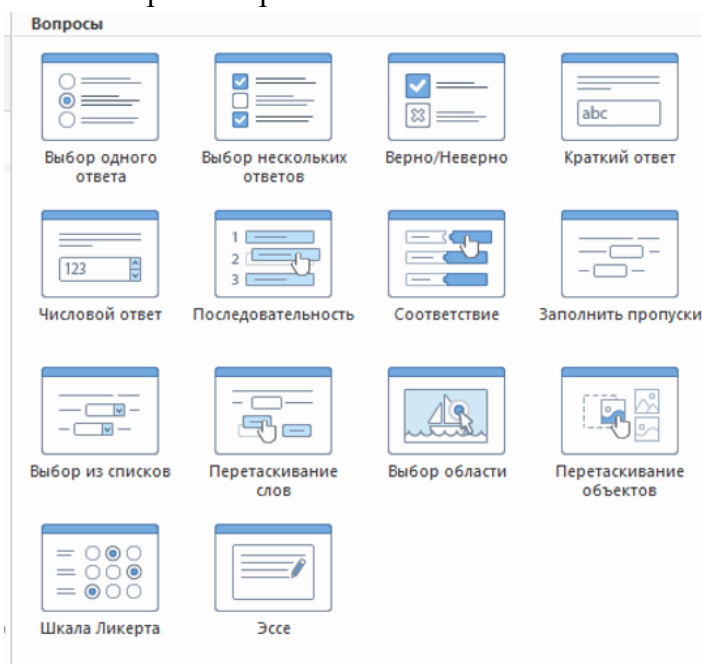 Вопросы
Выбор одного
ответа
Выбор нескольких
ответов
Верно/Неверно
abc
Краткий ответ
123
Числовой ответ
1
2
3
Последовательность
Соответствие
Заполнить пропуски
Выбор из списков
Перетаскивание
слов
Выбор области
Перетаскивание
объектов
Шкала Ликерта
Эссе